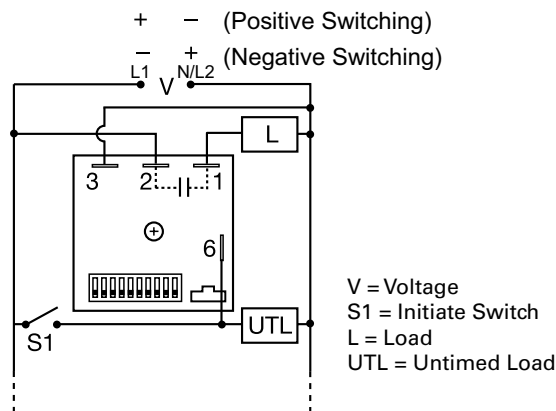 + − (Positive Switching)
− + (Negative Switching)
L1 V N/L2
L
3 2 1
6
S1 UTL
V = Voltage
S1 = Initiate Switch
L = Load
UTL = Untimed Load